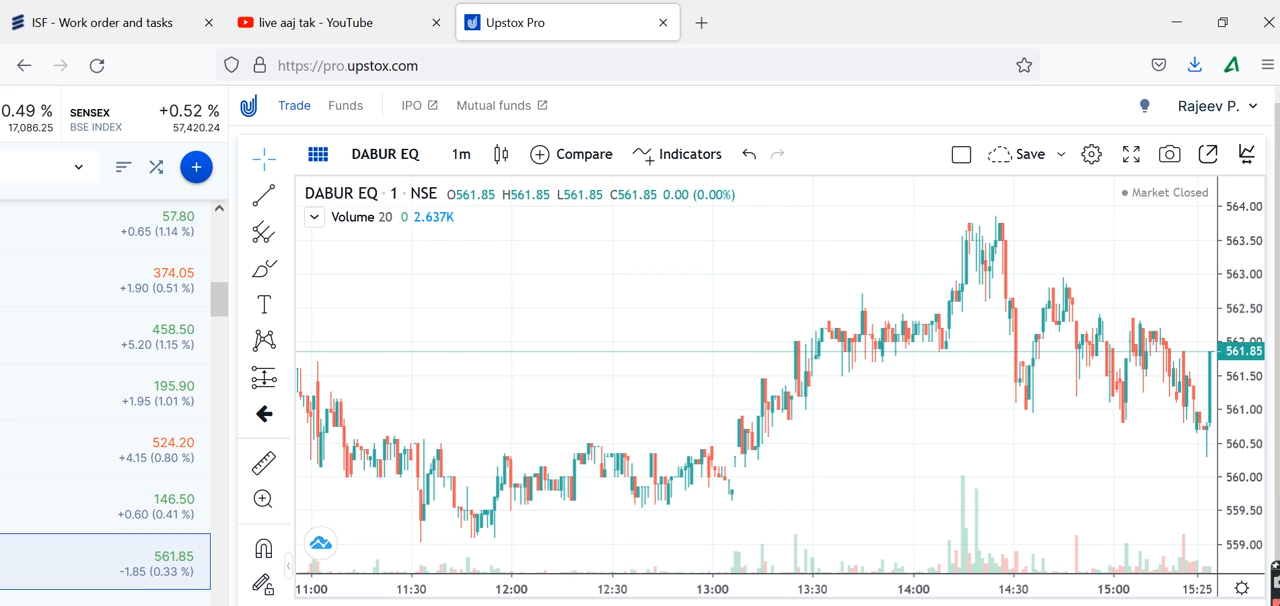 ISF - Work order and tasks
live aaj tak - YouTube
Upstox Pro
https://pro.upstox.com
0.49 %
17,086.25
SENSEX +0.52 %
BSE INDEX 57,420.24
Trade Funds IPO Mutual funds Rajeev P.
DABUR EQ 1m Compare Indicators Save
57.80
+0.65 (1.14 %)
374.05
+1.90 (0.51 %)
458.50
+5.20 (1.15 %)
195.90
+1.95 (1.01 %)
524.20
+4.15 (0.80 %)
146.50
+0.60 (0.41 %)
561.85
-1.85 (0.33 %)
DABUR EQ · 1 · NSE O561.85 H561.85 L561.85 C561.85 0.00 (0.00%)
Market Closed
Volume 20 0 2.637K
564.00
563.50
563.00
562.50
562.00
561.85
561.50
561.00
560.50
560.00
559.50
559.00
11:00 11:30 12:00 12:30 13:00 13:30 14:00 14:30 15:00 15:25